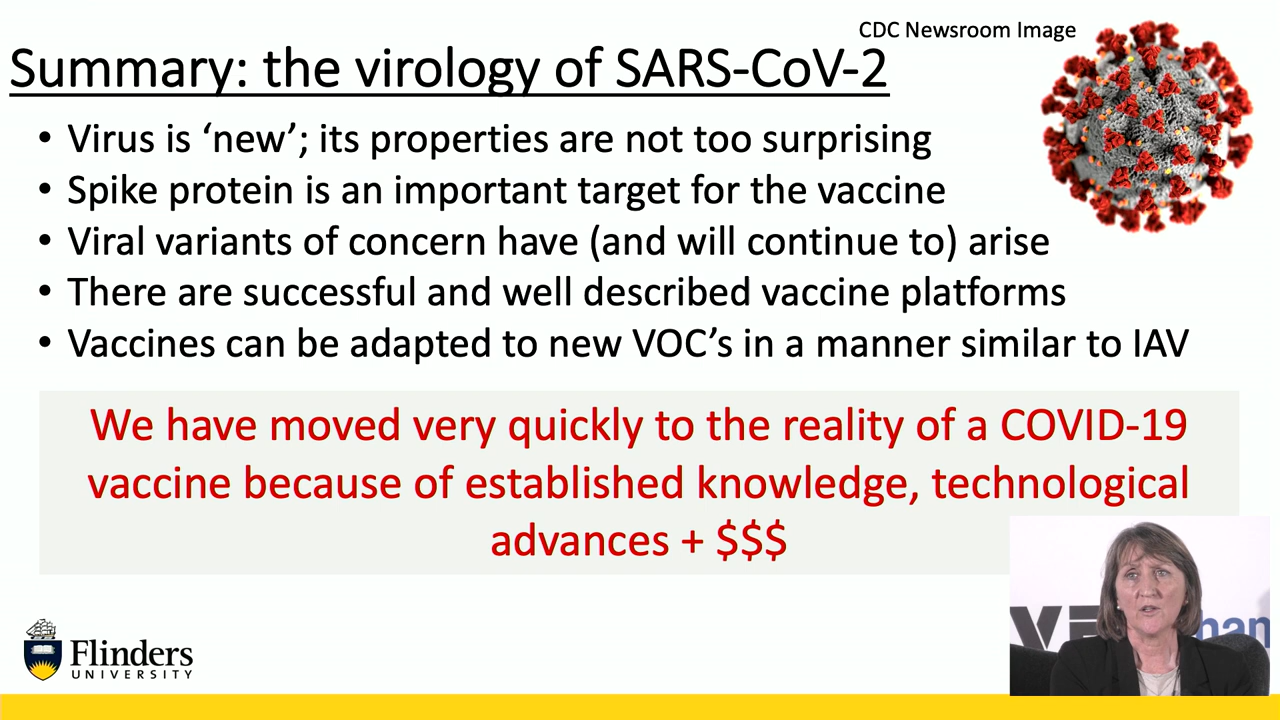 CDC Newsroom Image
Summary: the virology of SARS-CoV-2
• Virus is ‘new’; its properties are not too surprising
• Spike protein is an important target for the vaccine
• Viral variants of concern have (and will continue to) arise
• There are successful and well described vaccine platforms
• Vaccines can be adapted to new VOC’s in a manner similar to IAV
We have moved very quickly to the reality of a COVID-19
vaccine because of established knowledge, technological
advances + $$$
Flinders
UNIVERSITY